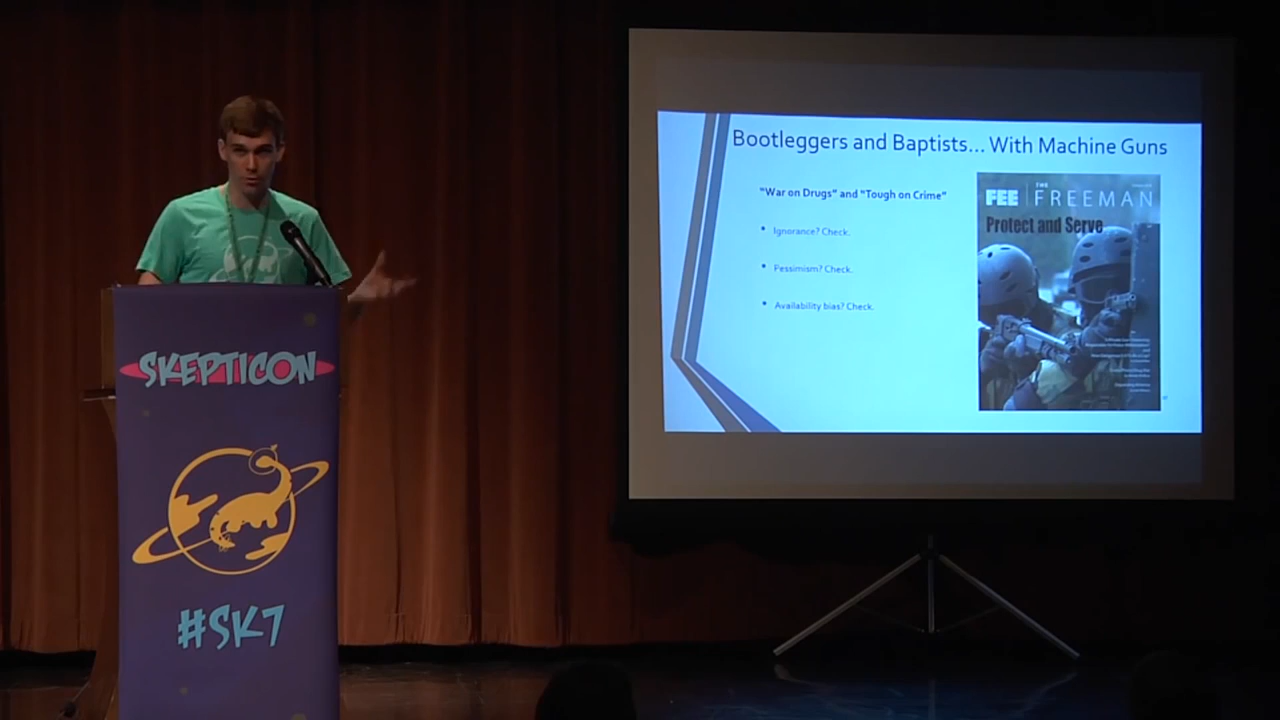 Bootleggers and Baptists... With Machine Guns
"War on Drugs" and "Tough on Crime"
• Ignorance? Check.
• Pessimism? Check.
• Availability bias? Check.
FEE THE FREEMAN
Protect and Serve
SKEPTICON
#SK7